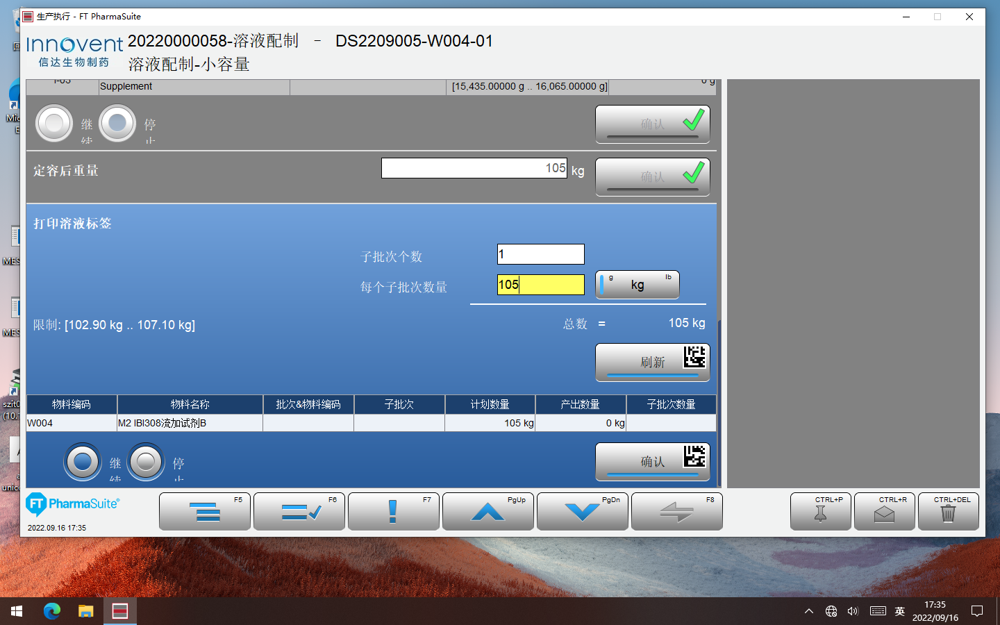 生产执行 - FT PharmaSuite
Innovent
信达生物制药
20220000058-溶液配制 - DS2209005-W004-01
溶液配制-小容量
Supplement [15,435.00000 g .. 16,065.00000 g] 0 g
继续 停止 确认
定容后重量 105 kg 确认
打印溶液标签
子批次个数 1
每个子批次数量 105 g kg lb
限制: [102.90 kg .. 107.10 kg] 总数 = 105 kg
刷新
物料编码 物料名称 批次&物料编码 子批次 计划数量 产出数量 子批次数量
W004 M2 IBI308流加试剂B 105 kg 0 kg
继续 停止 确认
FT PharmaSuite
F5 F6 F7 PgUp PgDn F8 CTRL+P CTRL+R CTRL+DEL
2022.09.16 17:35
MES
MES
szit0
(10.
unico
英
17:35
2022/09/16